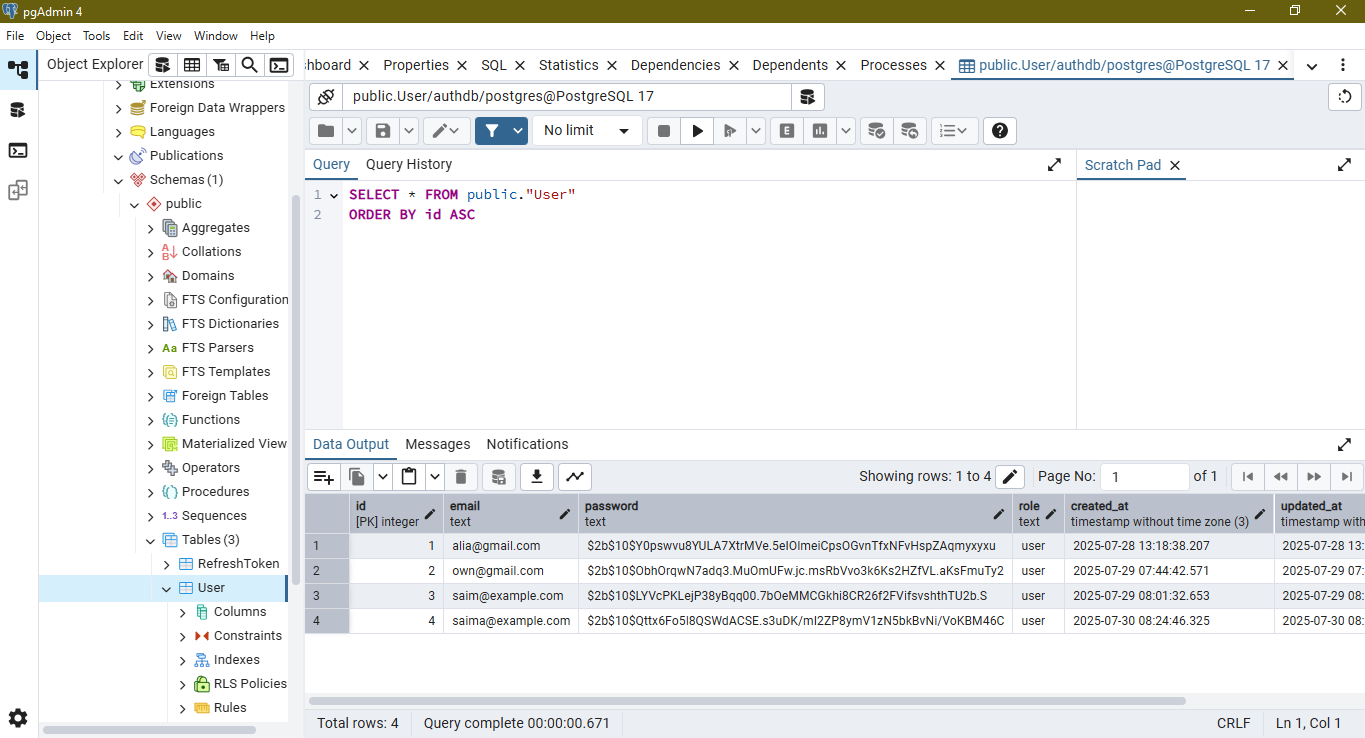 pgAdmin 4
File Object Tools Edit View Window Help
Object Explorer
Extensions
Foreign Data Wrappers
Languages
Publications
Schemas (1)
public
Aggregates
Collations
Domains
FTS Configuration
FTS Dictionaries
Aa FTS Parsers
FTS Templates
Foreign Tables
Functions
Materialized View
Operators
Procedures
1..3 Sequences
Tables (3)
RefreshToken
User
Columns
Constraints
Indexes
RLS Policies
Rules
hboard Properties SQL Statistics Dependencies Dependents Processes public.User/authdb/postgres@PostgreSQL 17
public.User/authdb/postgres@PostgreSQL 17
No limit
Query Query History
Scratch Pad
1 SELECT * FROM public."User"
2 ORDER BY id ASC
Data Output Messages Notifications
Showing rows: 1 to 4 Page No: 1 of 1
id email password role created_at updated_at
[PK] integer text text text timestamp without time zone (3) timestamp with
1 1 alia@gmail.com $2b$10$Y0pswvu8YULA7XtrMVe.5eIOImeiCpsOGvnTfxNFvHspZAqmyxyxu user 2025-07-28 13:18:38.207 2025-07-28 13:
2 2 own@gmail.com $2b$10$ObhOrqwN7adq3.MuOmUFw.jc.msRbVvo3k6Ks2HZfVL.aKsFmuTy2 user 2025-07-29 07:44:42.571 2025-07-29 07:
3 3 saim@example.com $2b$10$LYVcPKLejP38yBqq00.7bOeMMCGkhi8CR26f2FVifsvshthTU2b.S user 2025-07-29 08:01:32.653 2025-07-29 08:
4 4 saima@example.com $2b$10$Qttx6Fo5l8QSWdACSE.s3uDK/mI2ZP8ymV1zN5bkBvNi/VoKBM46C user 2025-07-30 08:24:46.325 2025-07-30 08:
Total rows: 4 Query complete 00:00:00.671 CRLF Ln 1, Col 1